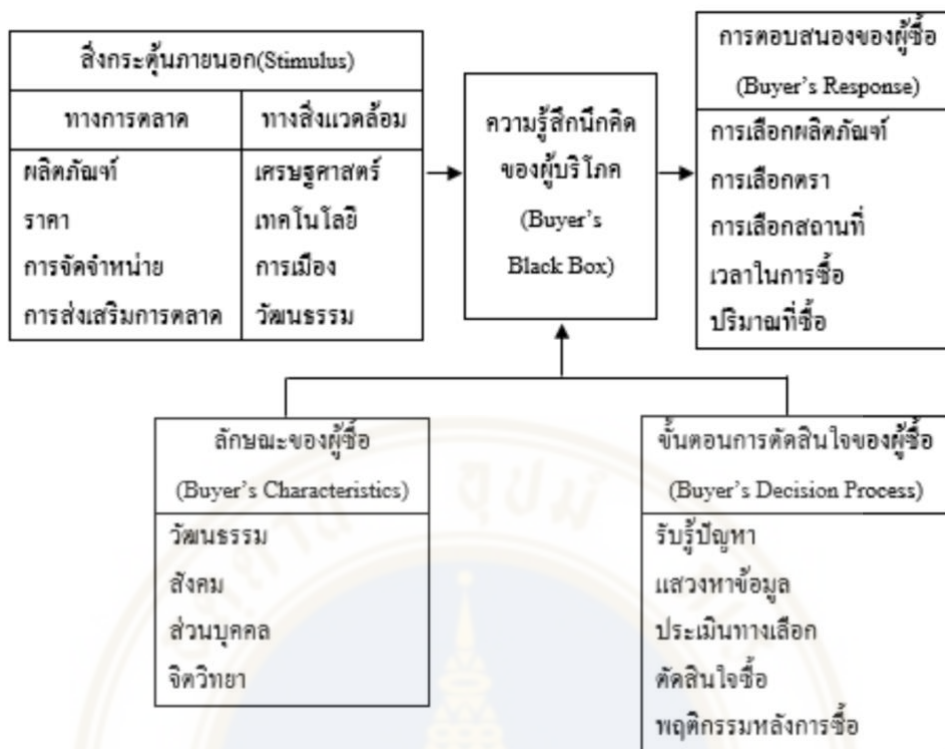 สิ่งกระตุ้นภายนอก(Stimulus)
ทางการตลาด ทางสิ่งแวดล้อม
ผลิตภัณฑ์ เศรษฐศาสตร์
ราคา เทคโนโลยี
การจัดจำหน่าย การเมือง
การส่งเสริมการตลาด วัฒนธรรม
ความรู้สึกนึกคิด
ของผู้บริโภค
(Buyer's
Black Box)
การตอบสนองของผู้ซื้อ
(Buyer's Response)
การเลือกผลิตภัณฑ์
การเลือกตรา
การเลือกสถานที่
เวลาในการซื้อ
ปริมาณที่ซื้อ
ลักษณะของผู้ซื้อ
(Buyer's Characteristics)
วัฒนธรรม
สังคม
ส่วนบุคคล
จิตวิทยา
ขั้นตอนการตัดสินใจของผู้ซื้อ
(Buyer's Decision Process)
รับรู้ปัญหา
แสวงหาข้อมูล
ประเมินทางเลือก
ตัดสินใจซื้อ
พฤติกรรมหลังการซื้อ